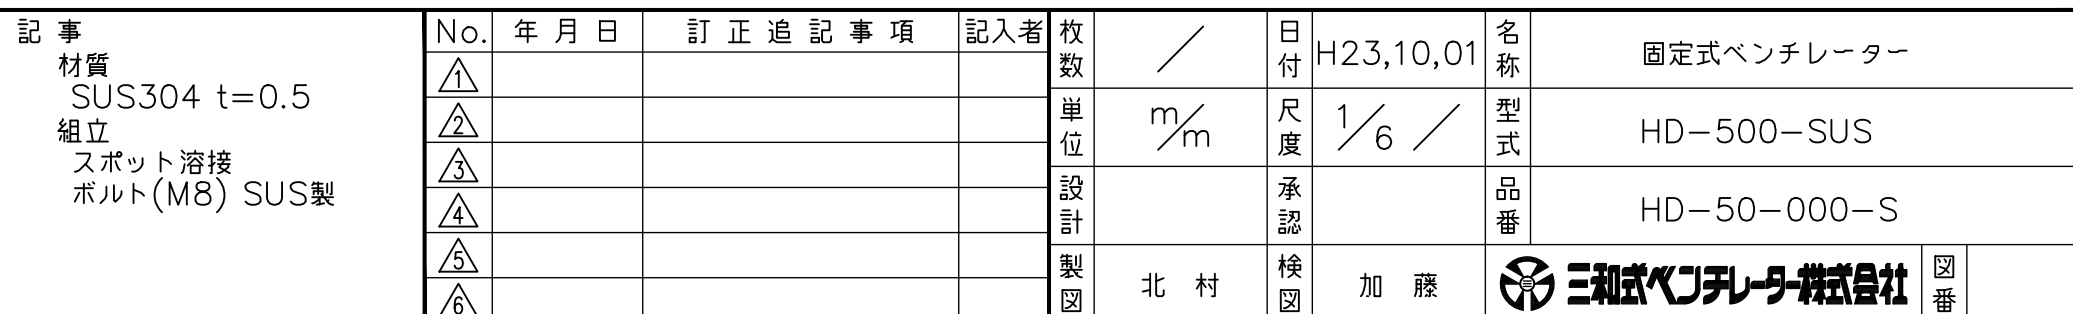 記事
材質
SUS304 t=0.5
組立
スポット溶接
ボルト(M8) SUS製
No. 年月日 訂正追記事項 記入者
1
2
3
4
5
6
枚数 ／ 日付 H23,10,01 名称 固定式ベンチレーター
単位 m/m 尺度 1/6 ／ 型式 HD-500-SUS
設計 承認 品番 HD-50-000-S
製図 北村 検図 加藤 三和式ベンチレーター株式会社 図番